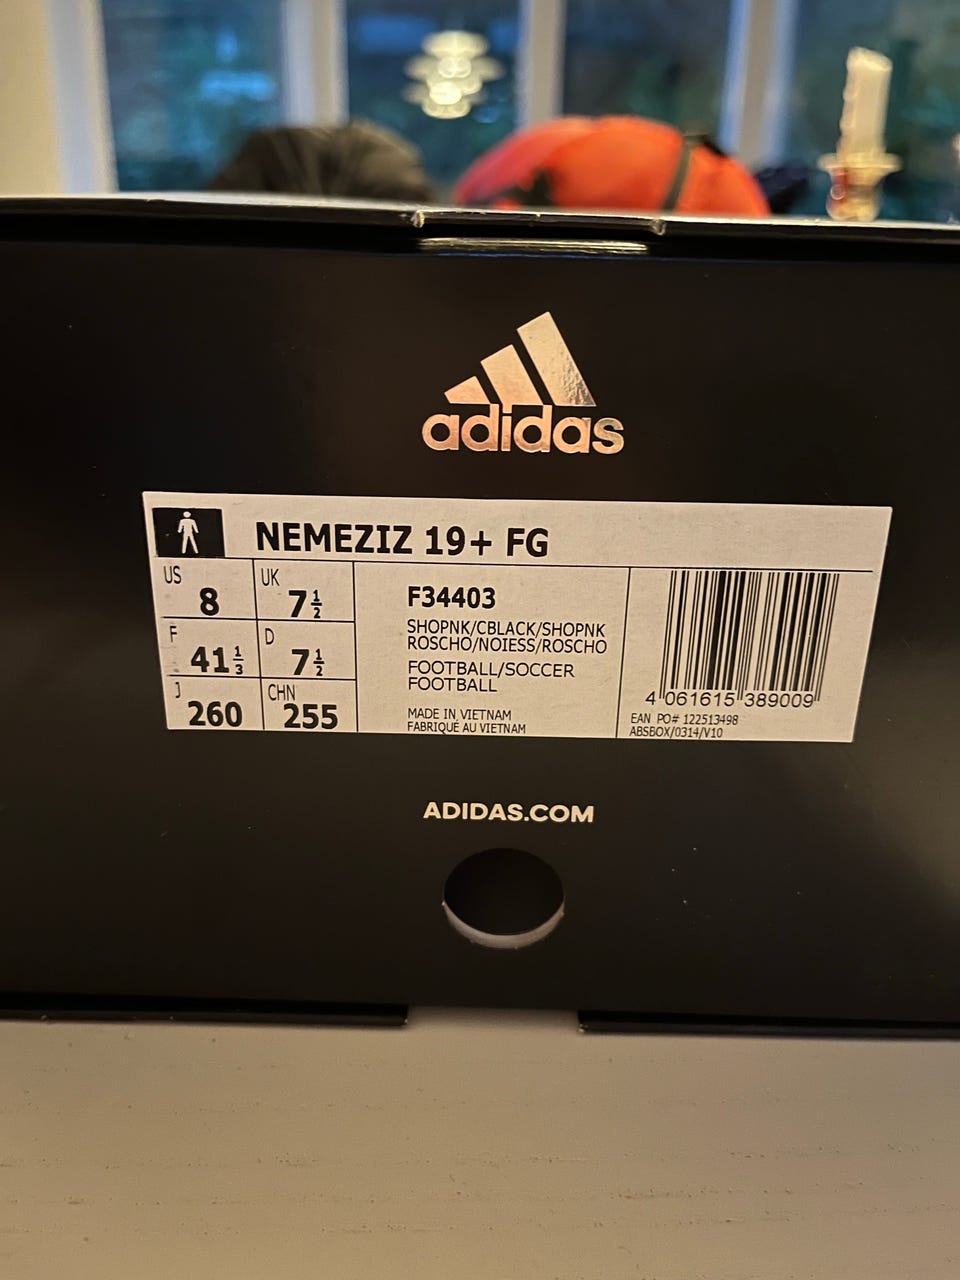 adidas
NEMEZIZ 19+ FG
US 8 UK 7½
F 41⅓ D 7½
J 260 CHN 255
F34403
SHOPNK/CBLACK/SHOPNK
ROSCHO/NOIESS/ROSCHO
FOOTBALL/SOCCER
FOOTBALL
MADE IN VIETNAM
FABRIQUÉ AU VIETNAM
4 061615 389009
EAN PO# 122513498
ABSBOX/0314/V10
ADIDAS.COM